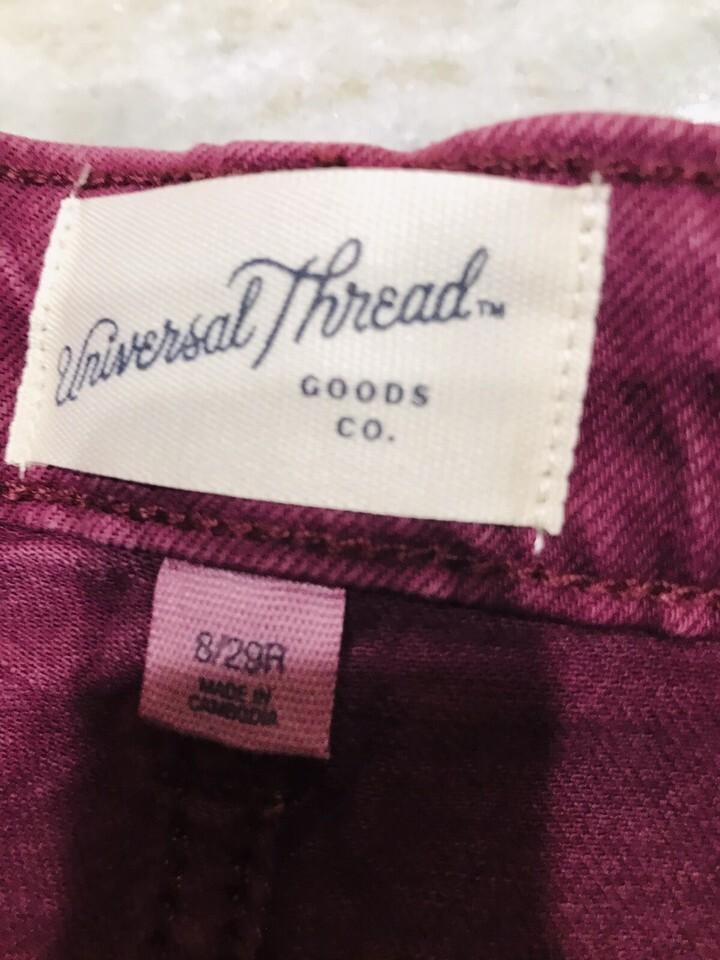 Universal Thread™
GOODS
CO.
8/29R
MADE IN
CAMBODIA